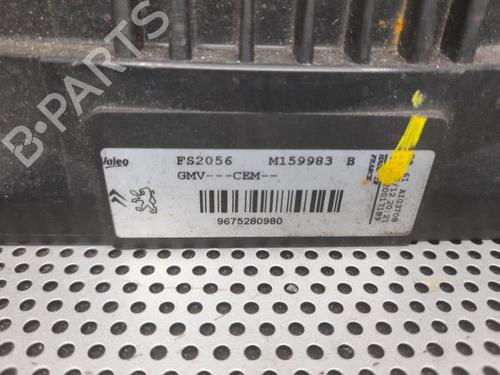 Valeo
FS2056 M159983 B
GMV---CEM--
9675280980
B-PARTS